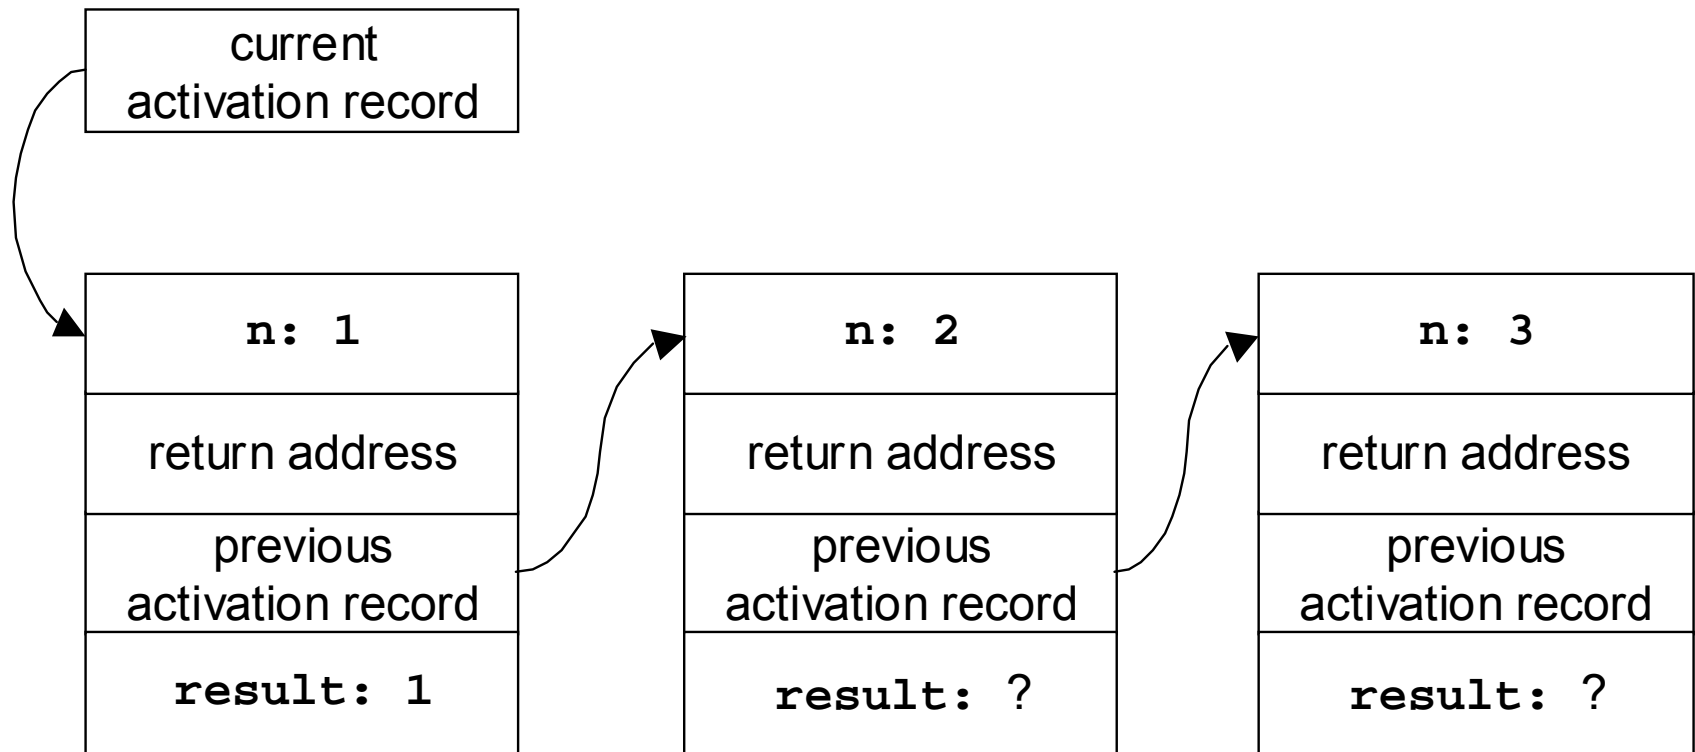 current
activation record
n: 1
return address
previous
activation record
result: 1
n: 2
return address
previous
activation record
result: ?
n: 3
return address
previous
activation record
result: ?